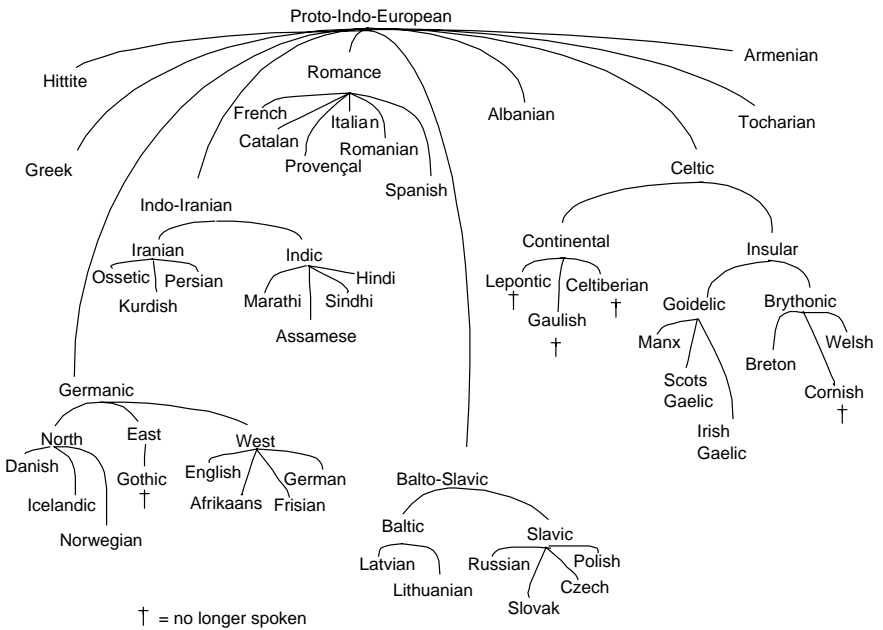 Proto-Indo-European
Armenian
Hittite
Romance
Albanian
Tocharian
French
Italian
Catalan
Romanian
Provençal
Spanish
Greek
Celtic
Indo-Iranian
Iranian
Indic
Ossetic
Persian
Kurdish
Hindi
Marathi
Sindhi
Assamese
Continental
Insular
Lepontic
†
Celtiberian
†
Gaulish
†
Goidelic
Brythonic
Manx
Scots
Gaelic
Irish
Gaelic
Breton
Welsh
Cornish
†
Germanic
North
East
West
Danish
Icelandic
Norwegian
Gothic
†
English
German
Afrikaans
Frisian
Balto-Slavic
Baltic
Slavic
Latvian
Lithuanian
Russian
Polish
Czech
Slovak
† = no longer spoken